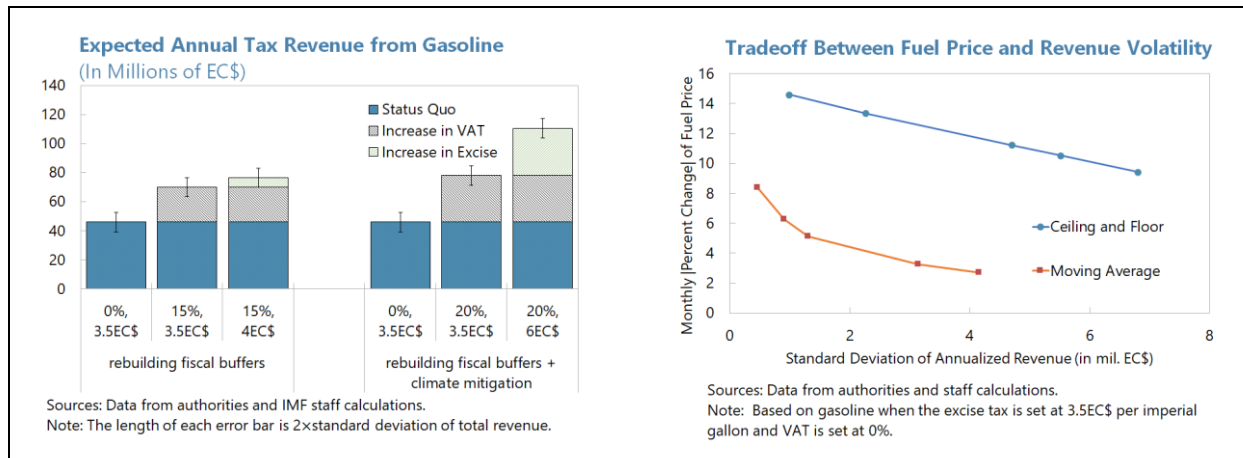 Expected Annual Tax Revenue from Gasoline
(In Millions of EC$)
140
120
100
80
60
40
20
0
Status Quo
Increase in VAT
Increase in Excise
0%,
3.5EC$
15%,
3.5EC$
15%,
4EC$
0%,
3.5EC$
20%,
3.5EC$
20%,
6EC$
rebuilding fiscal buffers
rebuilding fiscal buffers +
climate mitigation
Sources: Data from authorities and IMF staff calculations.
Note: The length of each error bar is 2×standard deviation of total revenue.
Tradeoff Between Fuel Price and Revenue Volatility
Monthly |Percent Change| of Fuel Price
16
14
12
10
8
6
4
2
0
Ceiling and Floor
Moving Average
0 2 4 6 8
Standard Deviation of Annualized Revenue (in mil. EC$)
Sources: Data from authorities and staff calculations.
Note: Based on gasoline when the excise tax is set at 3.5EC$ per imperial
gallon and VAT is set at 0%.